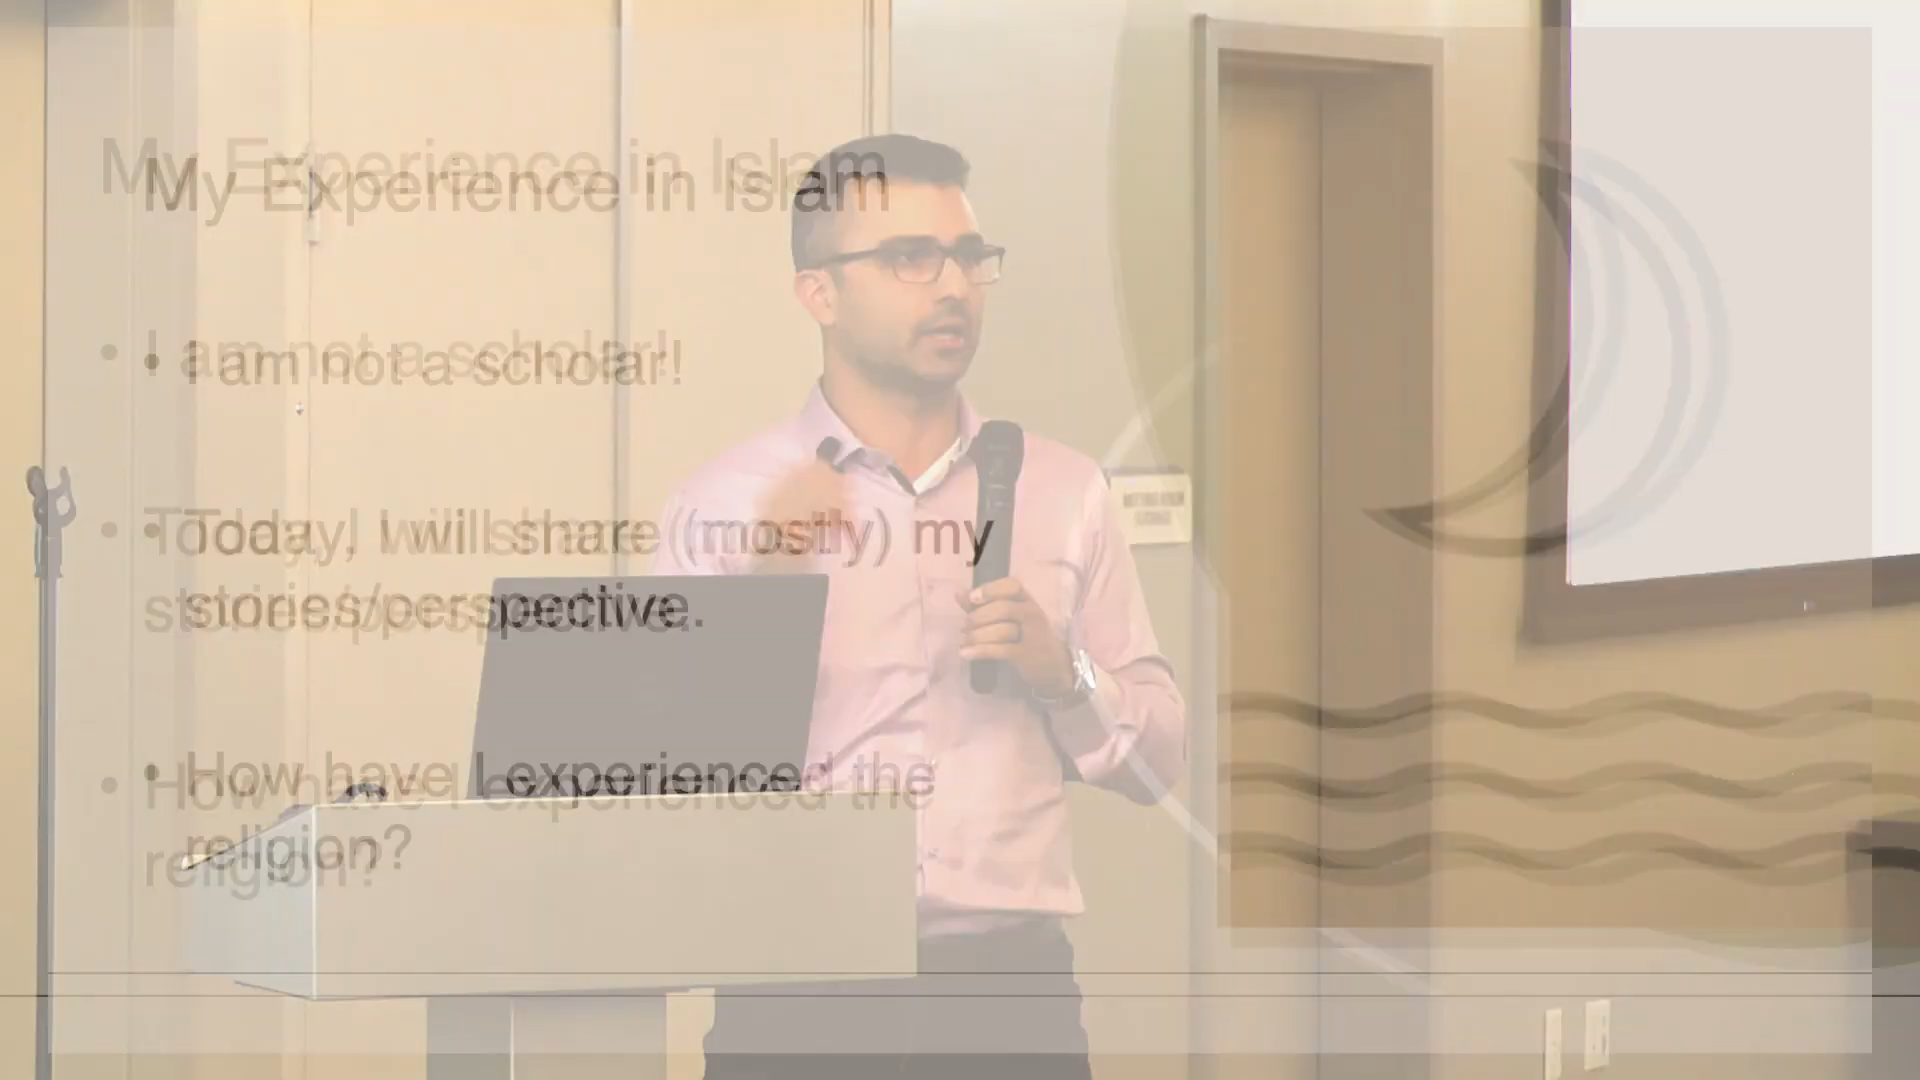 My Experience in Islam
• I am not a scholar!
• Today, I will share (mostly) my
stories/perspective.
• How have I experienced the
religion?